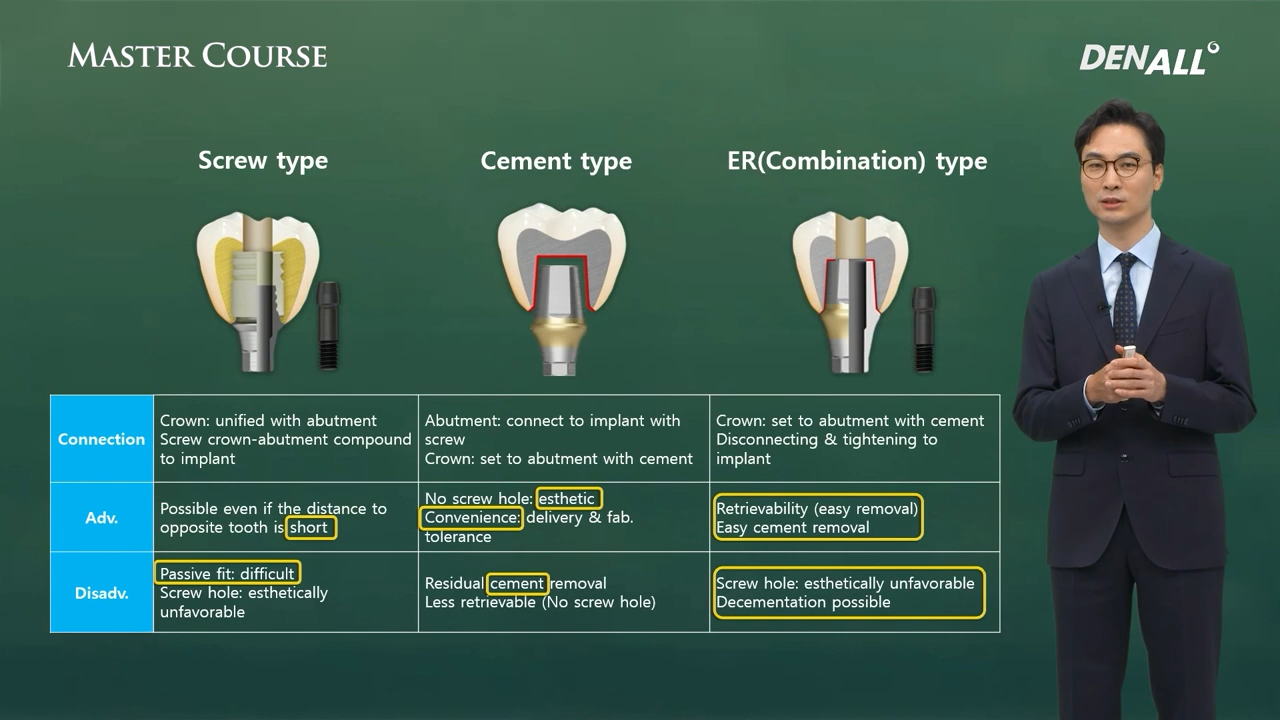 MASTER COURSE
DENALL
Screw type
Cement type
ER(Combination) type
Connection
Crown: unified with abutment
Screw crown-abutment compound
to implant
Abutment: connect to implant with
screw
Crown: set to abutment with cement
Crown: set to abutment with cement
Disconnecting & tightening to
implant
Adv.
Possible even if the distance to
opposite tooth is short
No screw hole: esthetic
Convenience: delivery & fab.
tolerance
Retrievability (easy removal)
Easy cement removal
Disadv.
Passive fit: difficult
Screw hole: esthetically
unfavorable
Residual cement removal
Less retrievable (No screw hole)
Screw hole: esthetically unfavorable
Decementation possible